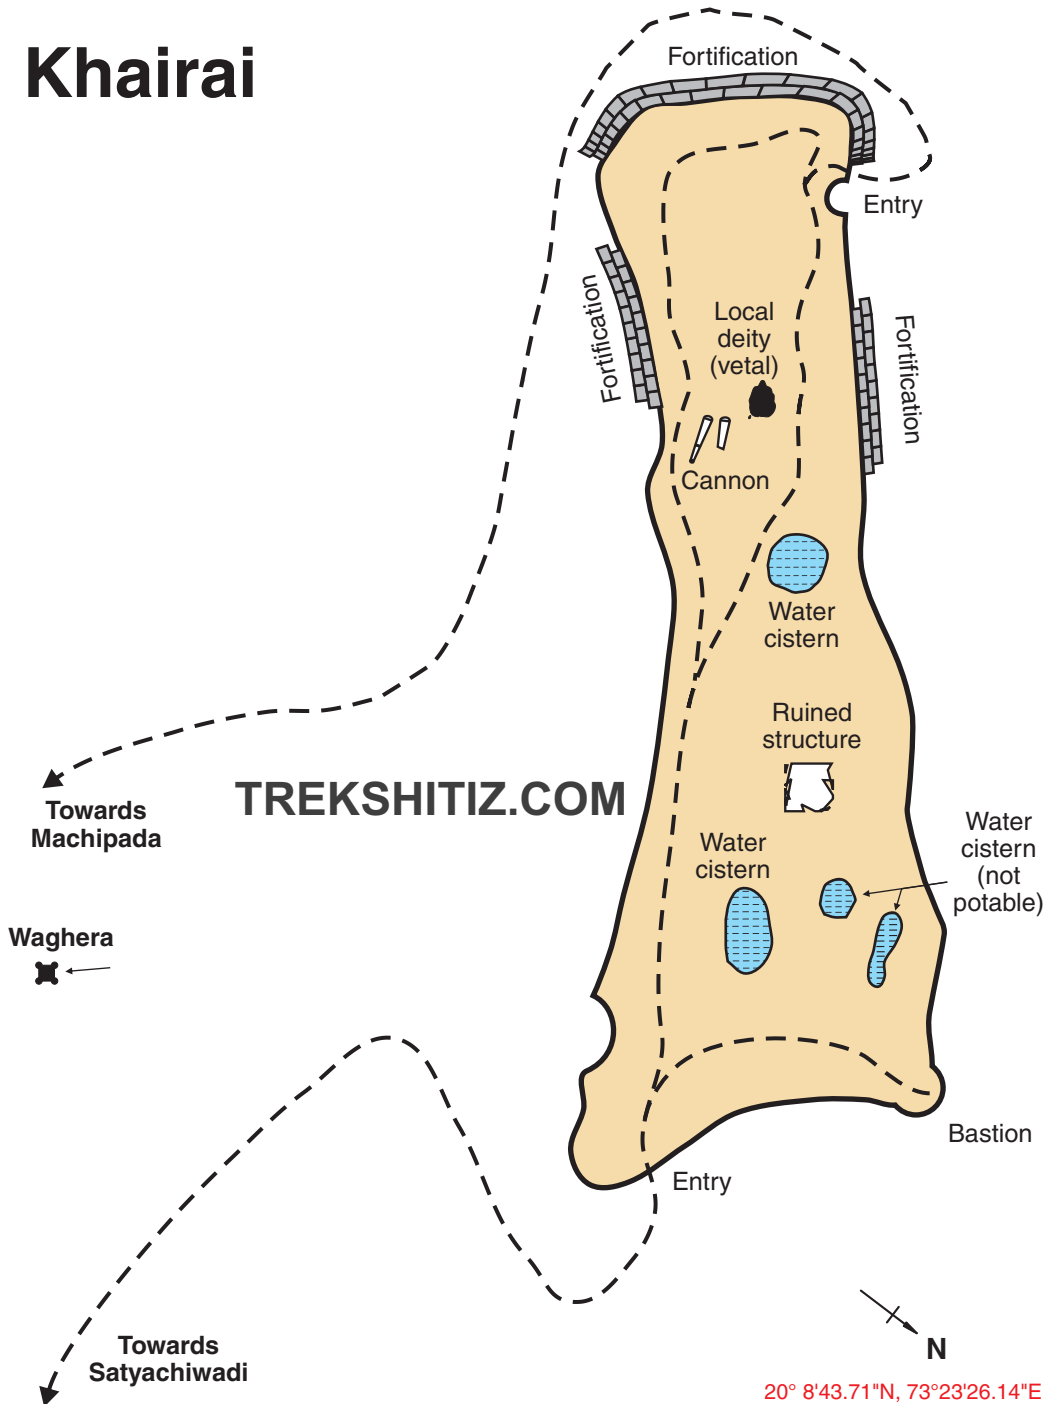 Khairai
Fortification
Entry
Fortification
Local
deity
(vetal)
Fortification
Cannon
Water
cistern
Ruined
structure
TREKSHITIZ.COM
Towards
Machipada
Water
cistern
(not
potable)
Water
cistern
Waghera
Bastion
Entry
Towards
Satyachiwadi
N
20° 8'43.71"N, 73°23'26.14"E